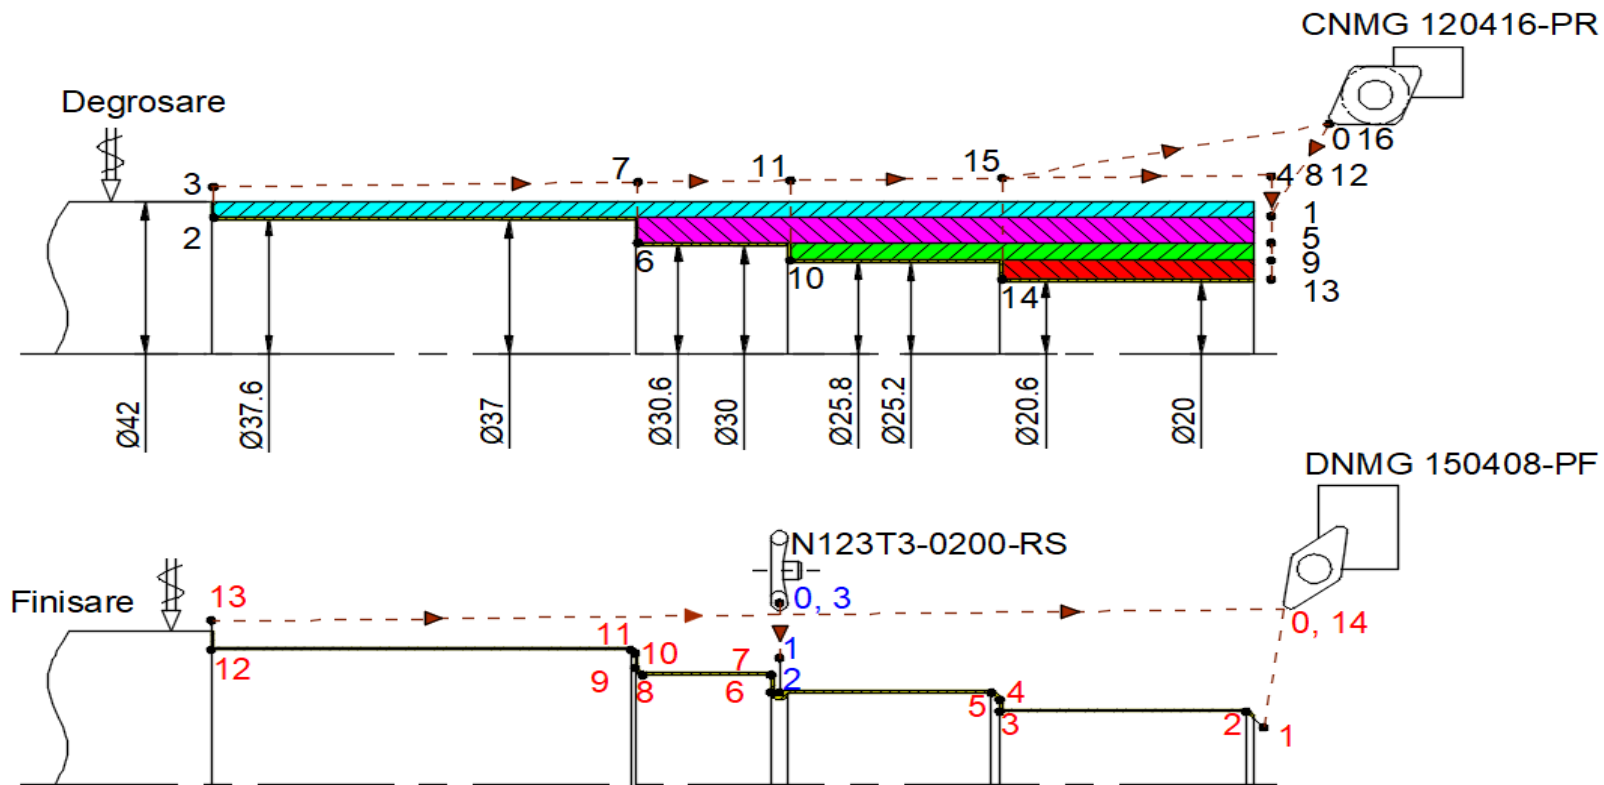 CNMG 120416-PR
Degrosare
0 16
3
7
11
15
4 8 12
1
2
6
5
10
9
14
13
Ø42
Ø37.6
Ø37
Ø30.6
Ø30
Ø25.8
Ø25.2
Ø20.6
Ø20
DNMG 150408-PF
N123T3-0200-RS
Finisare
13
0, 3
0, 14
11
10
1
12
9
8
7
6
2
5
4
3
2
1